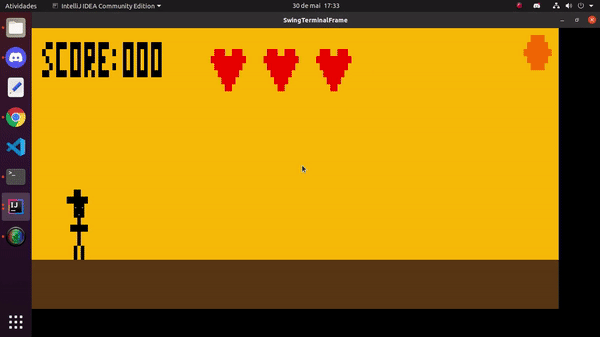 Atividades
IntelliJ IDEA Community Edition
30 de mai 17:33
SwingTerminalFrame
SCORE:000